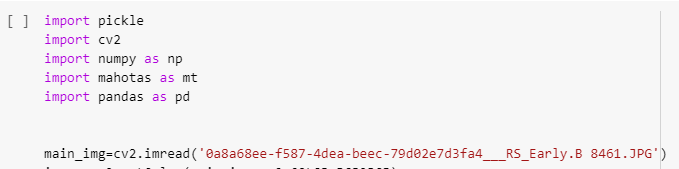 [ ] import pickle
import cv2
import numpy as np
import mahotas as mt
import pandas as pd
main_img=cv2.imread('0a8a68ee-f587-4dea-beec-79d02e7d3fa4___RS_Early.B 8461.JPG')